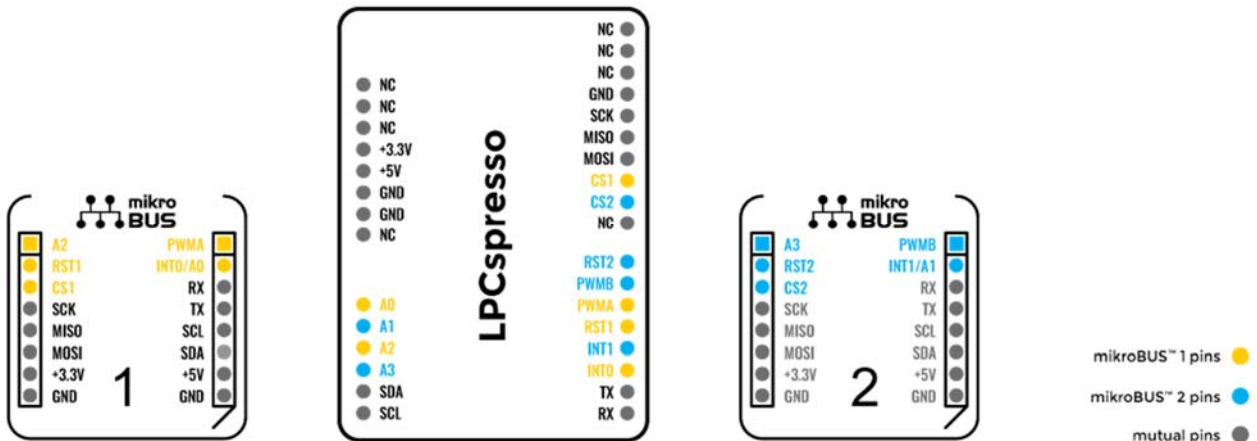 mikro
BUS
A2
RST1
CS1
SCK
MISO
MOSI
+3.3V
GND
1
PWMA
INT0/A0
RX
TX
SCL
SDA
+5V
GND
NC
NC
NC
+3.3V
+5V
GND
GND
NC
A0
A1
A2
A3
SDA
SCL
LPCspresso
NC
NC
NC
GND
SCK
MISO
MOSI
CS1
CS2
NC
RST2
PWMB
PWMA
RST1
INT1
INT0
TX
RX
mikro
BUS
A3
RST2
CS2
SCK
MISO
MOSI
+3.3V
GND
2
PWMB
INT1/A1
RX
TX
SCL
SDA
+5V
GND
mikroBUS™ 1 pins
mikroBUS™ 2 pins
mutual pins